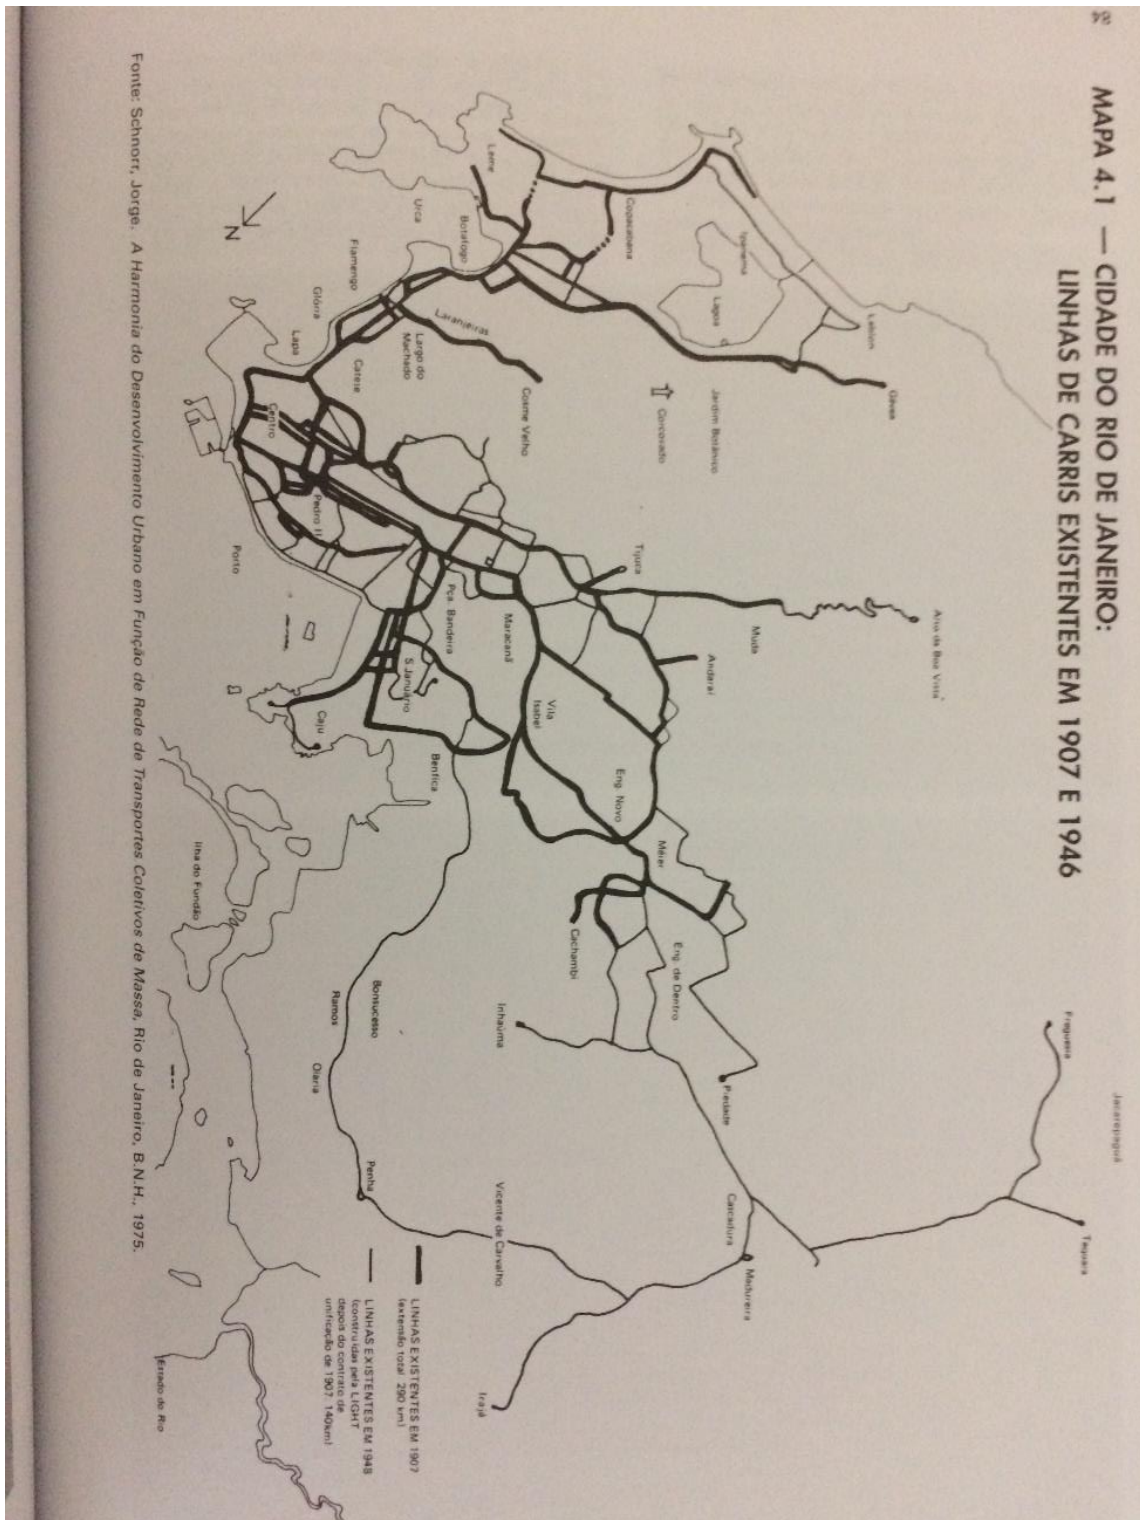 MAPA 4.1 — CIDADE DO RIO DE JANEIRO:
LINHAS DE CARRIS EXISTENTES EM 1907 E 1946
Leme
Urca
Botafogo
Copacabana
Ipanema
Lagoa
Leblon
Gávea
Jardim Botânico
Corcovado
Flamengo
Glória
Lapa
Laranjeiras
Largo do
Machado
Catete
Cosme Velho
N
Centro
Pedro II
Porto
Pça. Bandeira
Maracanã
Tijuca
Muda
Alto da Boa Vista
Andaraí
S. Januário
Caju
Benfica
Vila
Isabel
Eng. Novo
Méier
Cachambi
Eng. de Dentro
Ilha do Fundão
Bonsucesso
Ramos
Olaria
Penha
Inhaúma
Piedade
Freguesia
Jacarepaguá
Taquara
Cascadura
Madureira
Vicente de Carvalho
Irajá
Estado do Rio
LINHAS EXISTENTES EM 1907
(extensão total 290 km)
LINHAS EXISTENTES EM 1948
(construídas pela LIGHT
depois do contrato de
unificação de 1907: 140km)
Fonte: Schnorr, Jorge. A Harmonia do Desenvolvimento Urbano em Função de Rede de Transportes Coletivos de Massa, Rio de Janeiro, B.N.H., 1975.